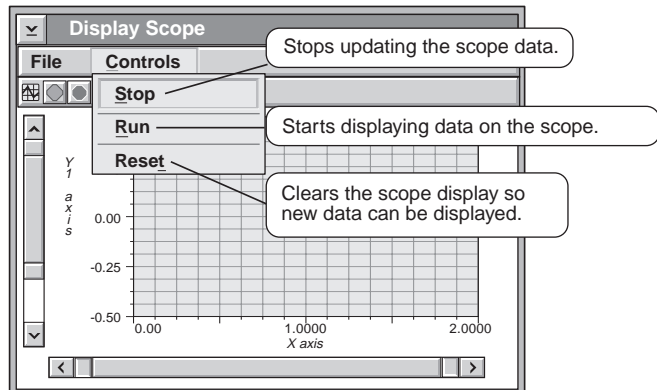 Display Scope
File Controls
Stops updating the scope data.
Stop
Run
Starts displaying data on the scope.
Reset
Clears the scope display so
new data can be displayed.
Y1 axis
0.00
-0.25
-0.50
0.00 1.0000 2.0000
X axis